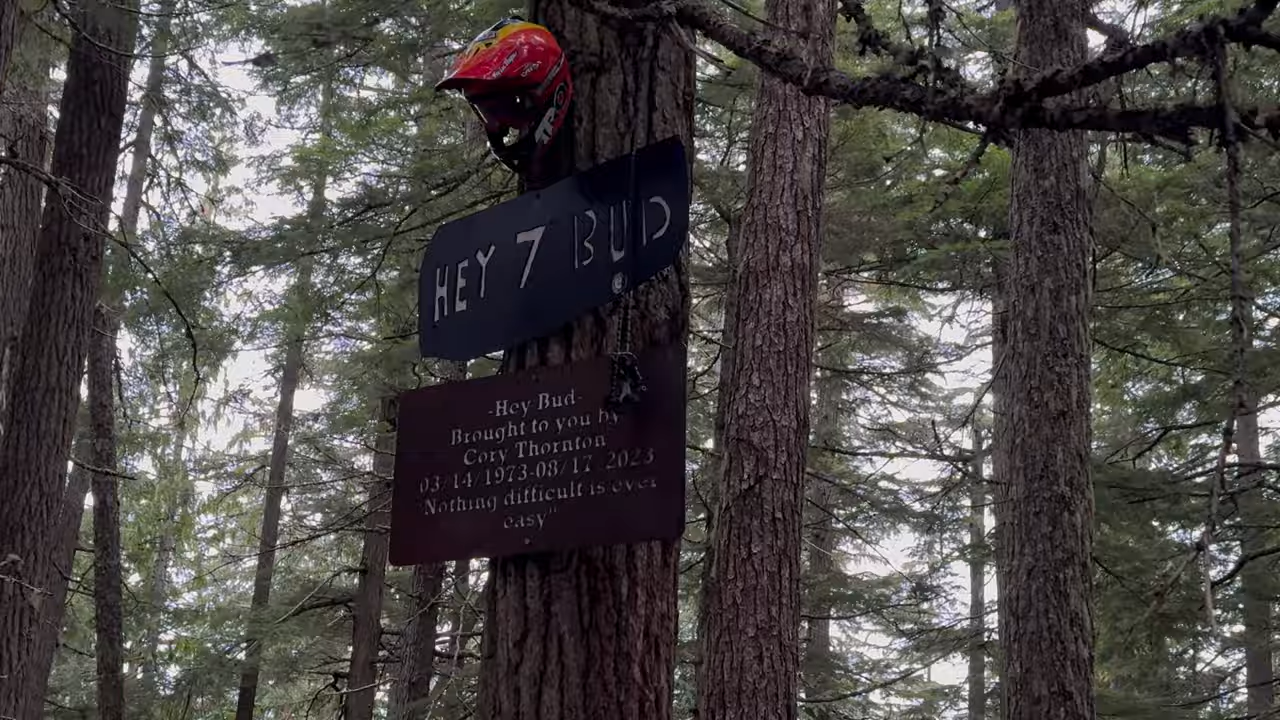 HEY 7 BUD
-Hey Bud-
Brought to you by
Cory Thornton
03/14/1973-08/17/2023
"Nothing difficult is ever
easy"